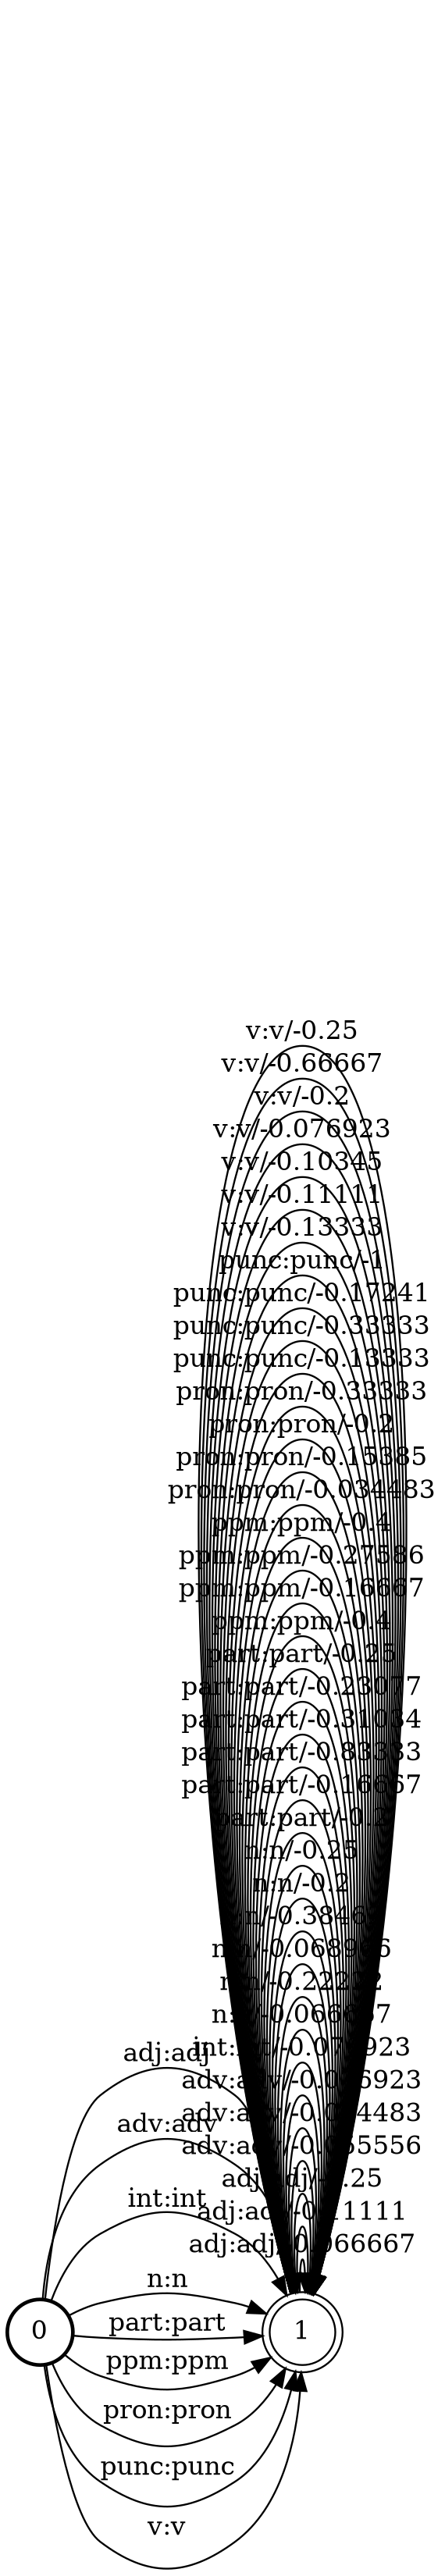 v:v/-0.25
v:v/-0.66667
v:v/-0.2
v:v/-0.076923
v:v/-0.10345
v:v/-0.11111
v:v/-0.13333
punc:punc/-1
punc:punc/-0.17241
punc:punc/-0.33333
punc:punc/-0.13333
pron:pron/-0.33333
pron:pron/-0.2
pron:pron/-0.15385
pron:pron/-0.034483
ppm:ppm/-0.4
ppm:ppm/-0.27586
ppm:ppm/-0.16667
ppm:ppm/-0.4
part:part/-0.25
part:part/-0.23077
part:part/-0.31034
part:part/-0.83333
part:part/-0.16667
part:part/-0.2
n:n/-0.25
n:n/-0.2
n:n/-0.22222
n:n/-0.066667
adj:adj
int:int/-0.076923
adv:adv/-0.076923
adv:adv
adv:adv/-0.034483
adv:adv/-0.055556
int:int
adj:adj/-0.25
adj:adj/-0.11111
adj:adj/-0.066667
n:n
part:part
0
1
ppm:ppm
pron:pron
punc:punc
v:v